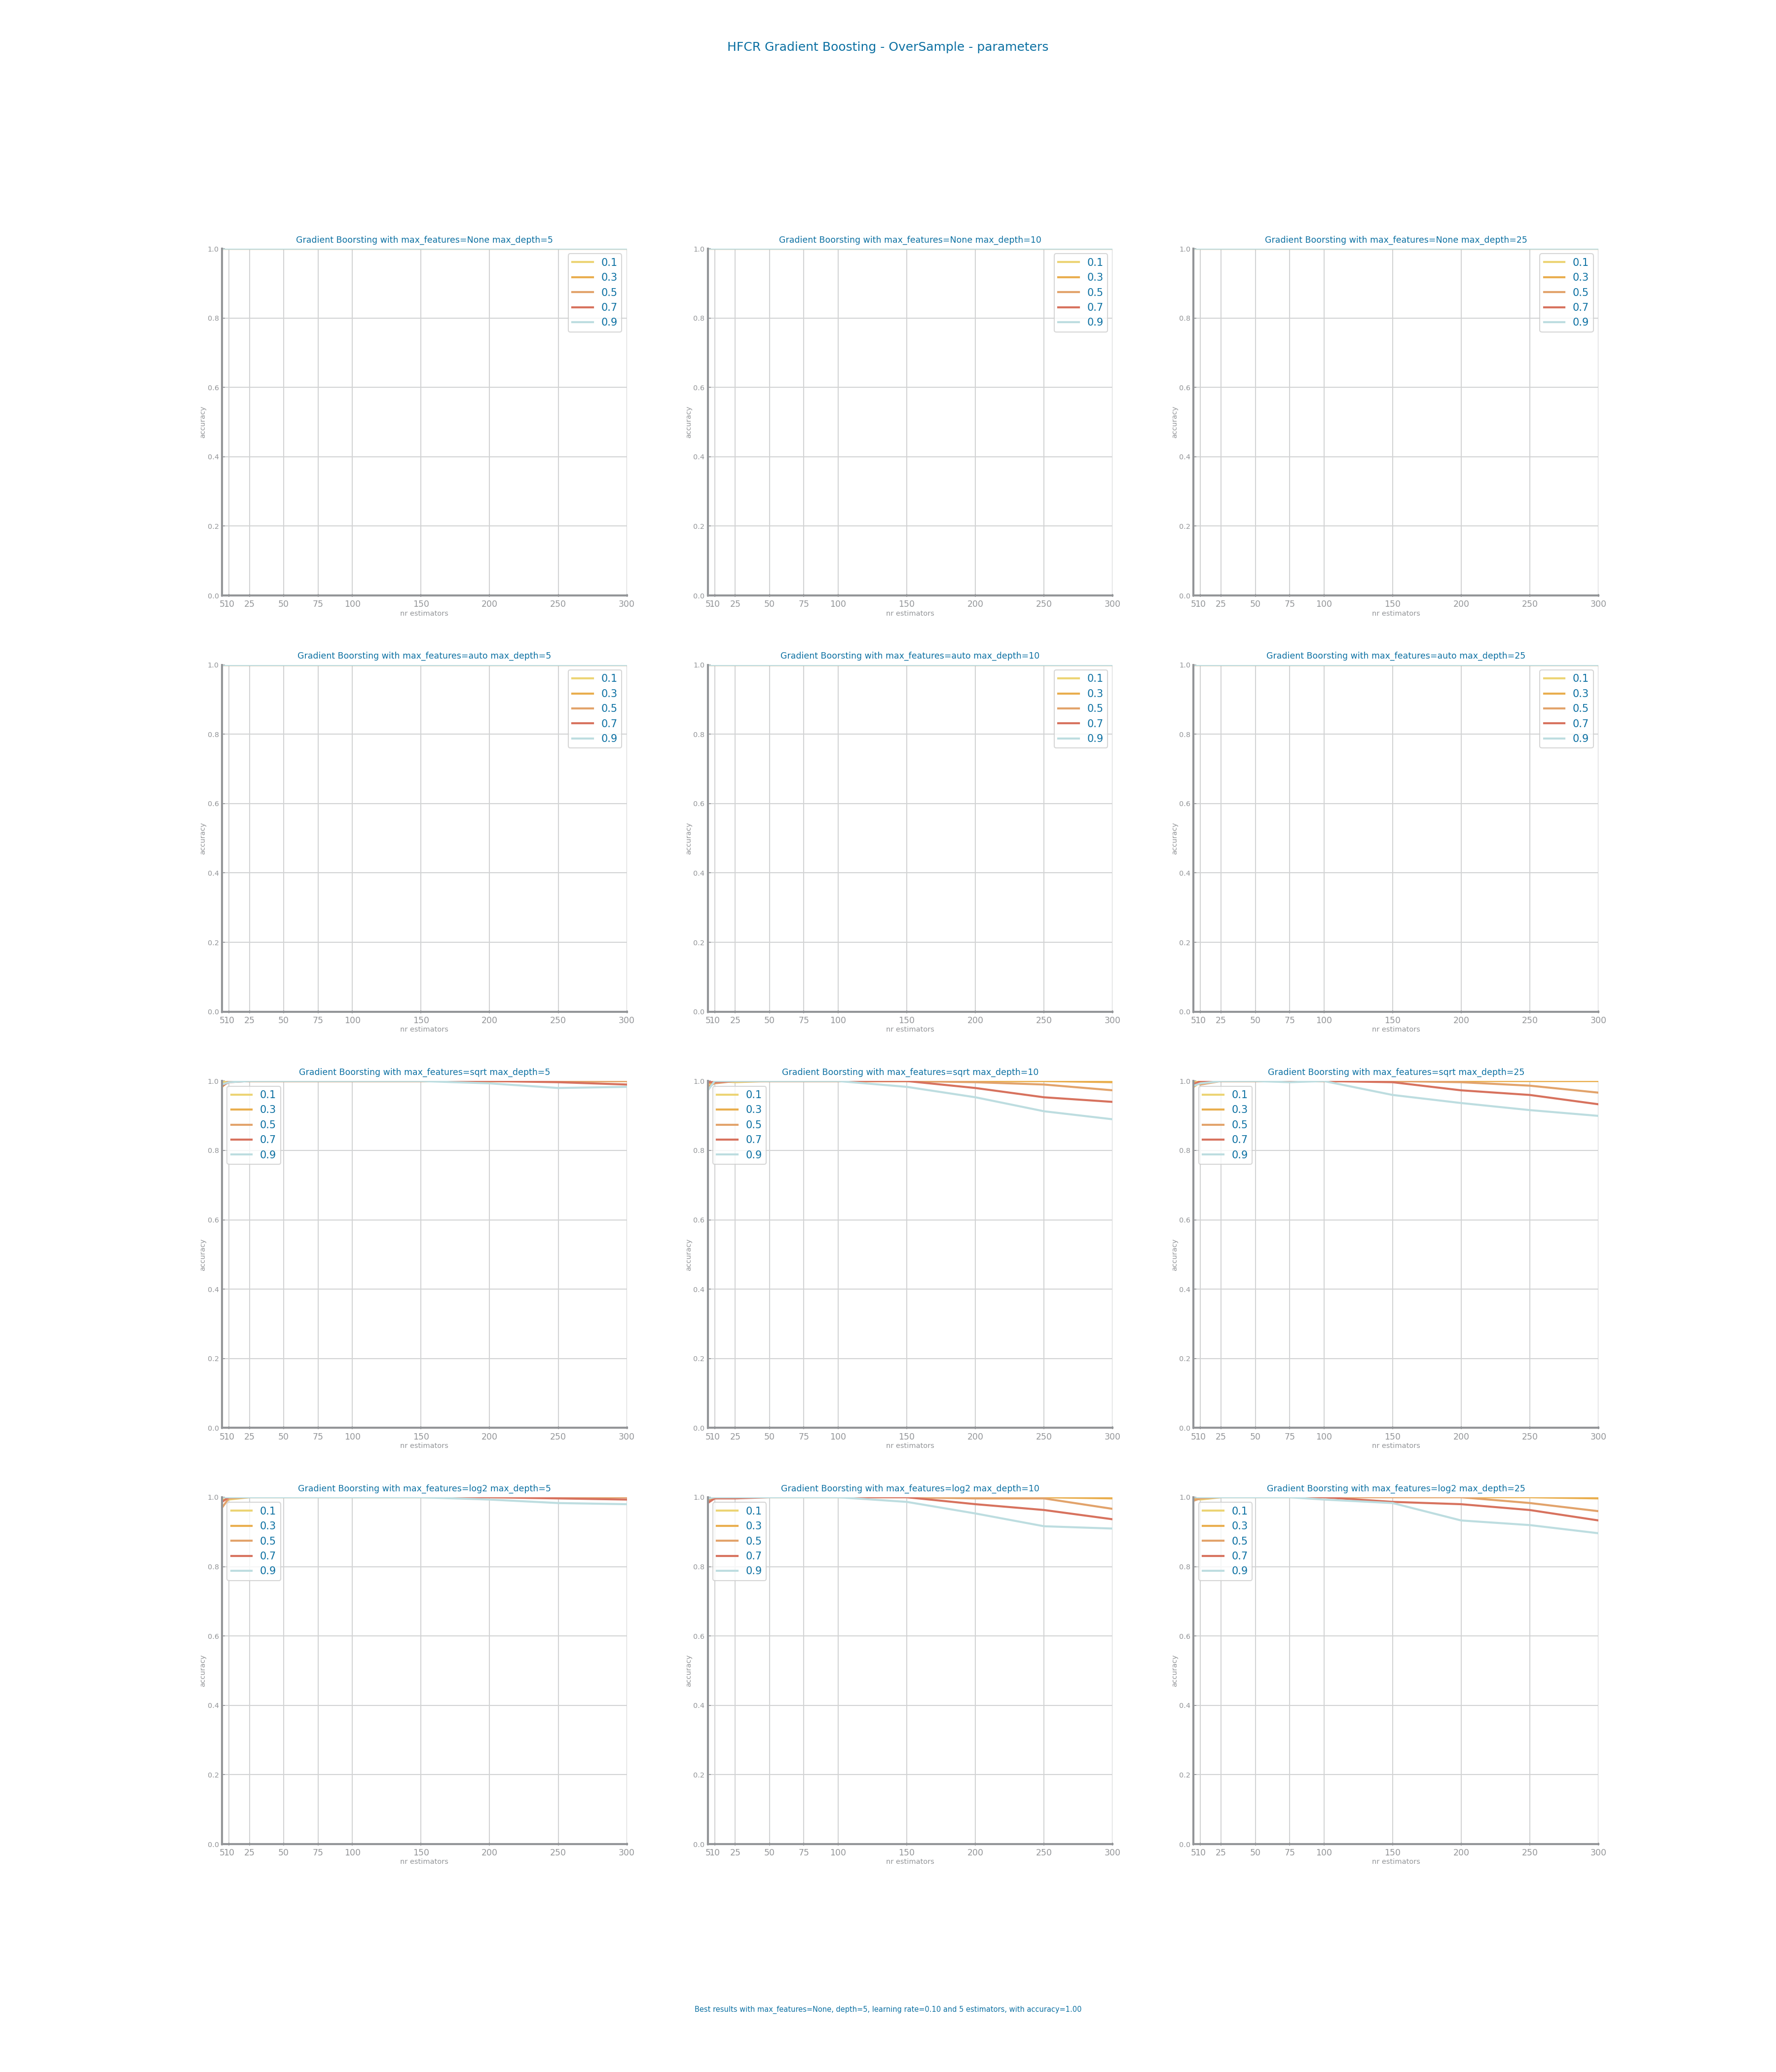 HFCR Gradient Boosting - OverSample - parameters
Gradient Boorsting with max_features=None max_depth=5
1.0
0.8
0.6
0.4
0.2
0.0
accuracy
0.1
0.3
0.5
0.7
0.9
5 10 25 50 75 100 150 200 250 300
nr estimators
Gradient Boorsting with max_features=None max_depth=10
1.0
0.8
0.6
0.4
0.2
0.0
accuracy
0.1
0.3
0.5
0.7
0.9
5 10 25 50 75 100 150 200 250 300
nr estimators
Gradient Boorsting with max_features=None max_depth=25
1.0
0.8
0.6
0.4
0.2
0.0
accuracy
0.1
0.3
0.5
0.7
0.9
5 10 25 50 75 100 150 200 250 300
nr estimators
Gradient Boorsting with max_features=auto max_depth=5
1.0
0.8
0.6
0.4
0.2
0.0
accuracy
0.1
0.3
0.5
0.7
0.9
5 10 25 50 75 100 150 200 250 300
nr estimators
Gradient Boorsting with max_features=auto max_depth=10
1.0
0.8
0.6
0.4
0.2
0.0
accuracy
0.1
0.3
0.5
0.7
0.9
5 10 25 50 75 100 150 200 250 300
nr estimators
Gradient Boorsting with max_features=auto max_depth=25
1.0
0.8
0.6
0.4
0.2
0.0
accuracy
0.1
0.3
0.5
0.7
0.9
5 10 25 50 75 100 150 200 250 300
nr estimators
Gradient Boorsting with max_features=sqrt max_depth=5
1.0
0.8
0.6
0.4
0.2
0.0
accuracy
0.1
0.3
0.5
0.7
0.9
5 10 25 50 75 100 150 200 250 300
nr estimators
Gradient Boorsting with max_features=sqrt max_depth=10
1.0
0.8
0.6
0.4
0.2
0.0
accuracy
0.1
0.3
0.5
0.7
0.9
5 10 25 50 75 100 150 200 250 300
nr estimators
Gradient Boorsting with max_features=sqrt max_depth=25
1.0
0.8
0.6
0.4
0.2
0.0
accuracy
0.1
0.3
0.5
0.7
0.9
5 10 25 50 75 100 150 200 250 300
nr estimators
Gradient Boorsting with max_features=log2 max_depth=5
1.0
0.8
0.6
0.4
0.2
0.0
accuracy
0.1
0.3
0.5
0.7
0.9
5 10 25 50 75 100 150 200 250 300
nr estimators
Gradient Boorsting with max_features=log2 max_depth=10
1.0
0.8
0.6
0.4
0.2
0.0
accuracy
0.1
0.3
0.5
0.7
0.9
5 10 25 50 75 100 150 200 250 300
nr estimators
Gradient Boorsting with max_features=log2 max_depth=25
1.0
0.8
0.6
0.4
0.2
0.0
accuracy
0.1
0.3
0.5
0.7
0.9
5 10 25 50 75 100 150 200 250 300
nr estimators
Best results with max_features=None, depth=5, learning rate=0.10 and 5 estimators, with accuracy=1.00